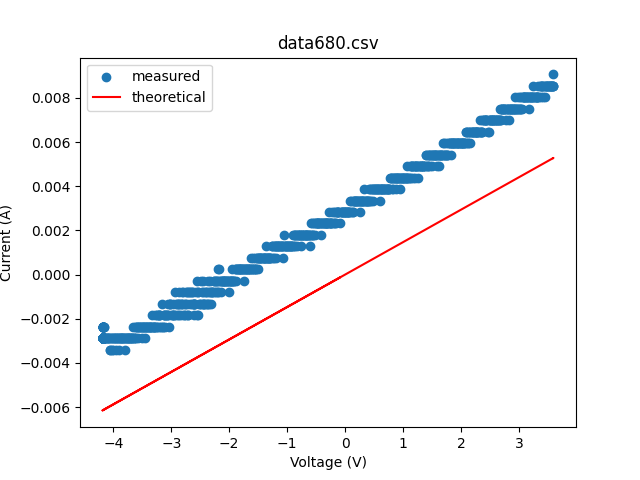 data680.csv
measured
theoretical
0.008
0.006
0.004
0.002
0.000
−0.002
−0.004
−0.006
Current (A)
−4 −3 −2 −1 0 1 2 3
Voltage (V)